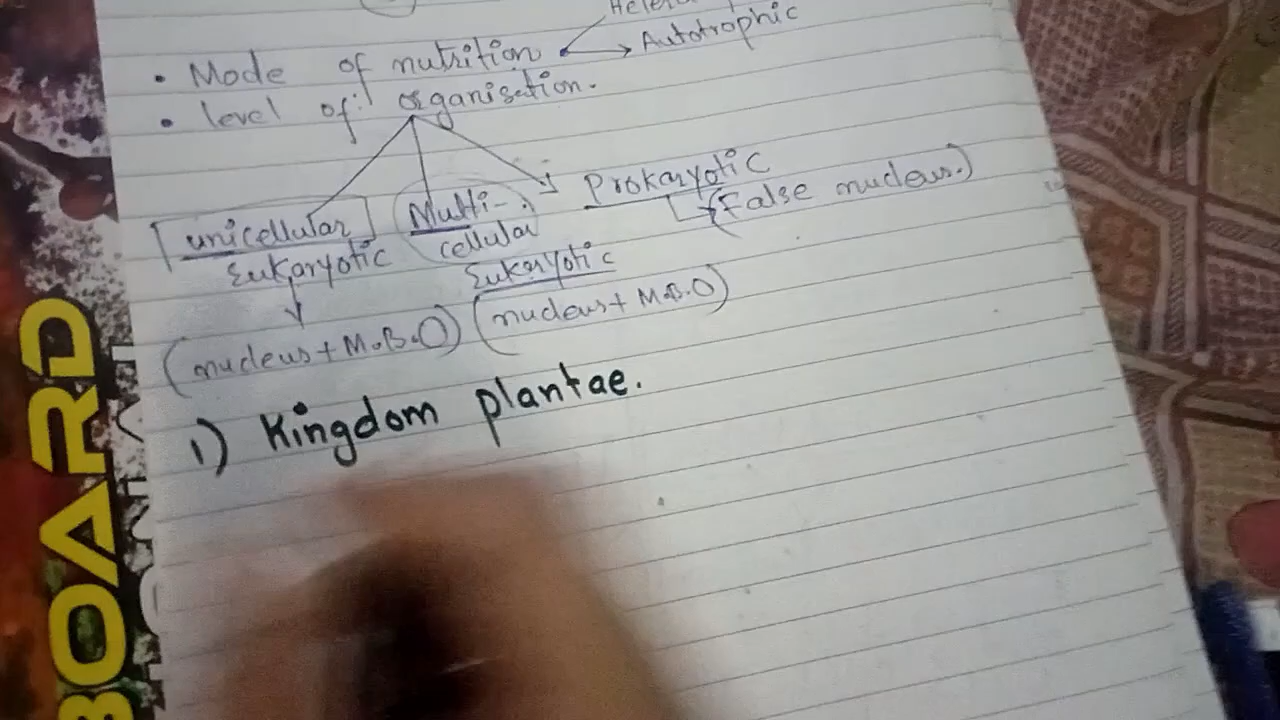 • Mode of nutrition → Autotrophic
• level of organisation.
Prokaryotic
(False nucleus.)
unicellular Multi-
Eukaryotic cellular
Eukaryotic
(nucleus + M.B.O) (nucleus + M.B.O)
1) Kingdom plantae.
BOARD